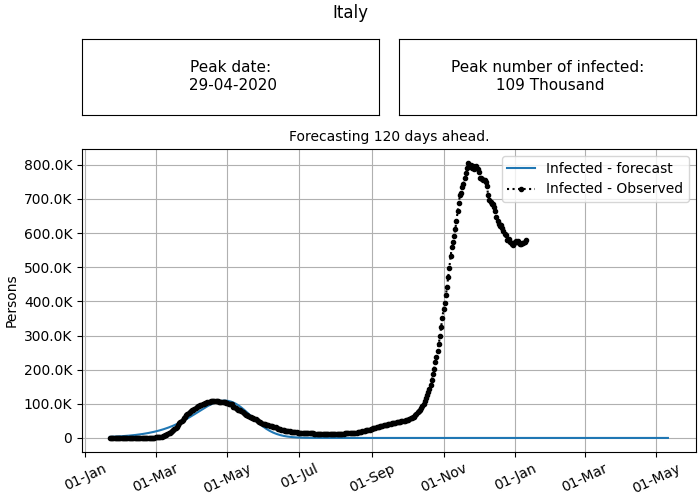 Italy
Peak date:
29-04-2020
Peak number of infected:
109 Thousand
Forecasting 120 days ahead.
Infected - forecast
Infected - Observed
800.0K
700.0K
600.0K
500.0K
400.0K
300.0K
200.0K
100.0K
0
Persons
01-Jan
01-Mar
01-May
01-Jul
01-Sep
01-Nov
01-Jan
01-Mar
01-May